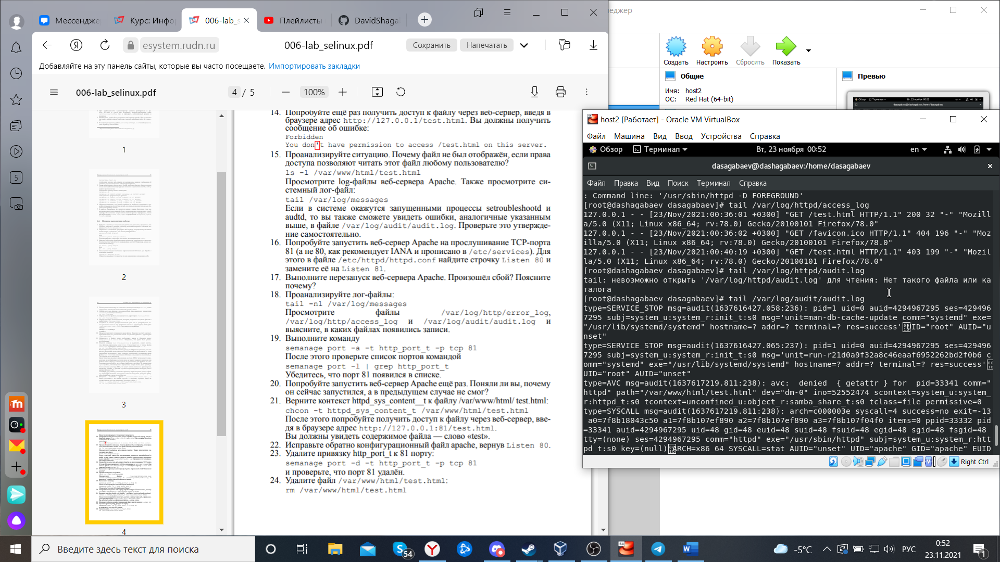 Мессендже
Курс: Инфо
006-lab_s
Плейлисты
DavidShaga
еджер
esystem.rudn.ru
006-lab_selinux.pdf
Сохранить
Напечатать
Добавляйте на эту панель сайты, которые вы часто посещаете. Импортировать закладки
006-lab_selinux.pdf
4 / 5
100%
5
1
2
3
4
14. Попробуйте ещё раз получить доступ к файлу через веб-сервер, введя в
браузере адрес http://127.0.0.1/test.html. Вы должны получить
сообщение об ошибке:
Forbidden
You don't have permission to access /test.html on this server.
15. Проанализируйте ситуацию. Почему файл не был отображён, если права
доступа позволяют читать этот файл любому пользователю?
ls -l /var/www/html/test.html
Просмотрите log-файлы веб-сервера Apache. Также просмотрите си-
стемный лог-файл:
tail /var/log/messages
Если в системе окажутся запущенными процессы setroubleshootd и
audtd, то вы также сможете увидеть ошибки, аналогичные указанным
выше, в файле /var/log/audit/audit.log. Проверьте это утвержде-
ние самостоятельно.
16. Попробуйте запустить веб-сервер Apache на прослушивание TCP-порта
81 (а не 80, как рекомендует IANA и прописано в /etc/services). Для
этого в файле /etc/httpd/httpd.conf найдите строчку Listen 80 и
замените её на Listen 81.
17. Выполните перезапуск веб-сервера Apache. Произошёл сбой? Поясните
почему?
18. Проанализируйте лог-файлы:
tail -nl /var/log/messages
Просмотрите файлы /var/log/http/error_log,
/var/log/http/access_log и /var/log/audit/audit.log и
выясните, в каких файлах появились записи.
19. Выполните команду
semanage port -a -t http_port_t -p tcp 81
После этого проверьте список портов командой
semanage port -l | grep http_port_t
Убедитесь, что порт 81 появился в списке.
20. Попробуйте запустить веб-сервер Apache ещё раз. Поняли ли вы, почему
он сейчас запустился, а в предыдущем случае не смог?
21. Верните контекст httpd_sys_content__t к файлу /var/www/html/ test.html:
chcon -t httpd_sys_content_t /var/www/html/test.html
После этого попробуйте получить доступ к файлу через веб-сервер, вве-
дя в браузере адрес http://127.0.0.1:81/test.html.
Вы должны увидеть содержимое файла — слово «test».
22. Исправьте обратно конфигурационный файл apache, вернув Listen 80.
23. Удалите привязку http_port_t к 81 порту:
semanage port -d -t http_port_t -p tcp 81
и проверьте, что порт 81 удалён.
24. Удалите файл /var/www/html/test.html:
rm /var/www/html/test.html
Создать
Настроить
Сбросить
Показать
Общие
Имя: host2
ОС: Red Hat (64-bit)
Превью
host2 [Работает] - Oracle VM VirtualBox
Файл Машина Вид Ввод Устройства Справка
Обзор Терминал Вт, 23 ноября 00:52 en
dasagabaev@dashagabaev:/home/dasagabaev
Файл Правка Вид Поиск Терминал Справка
: Command line: '/usr/sbin/httpd -D FOREGROUND'
[root@dashagabaev dasagabaev]# tail /var/log/httpd/access_log
127.0.0.1 - - [23/Nov/2021:00:36:01 +0300] "GET /test.html HTTP/1.1" 200 32 "-" "Mozill
a/5.0 (X11; Linux x86_64; rv:78.0) Gecko/20100101 Firefox/78.0"
127.0.0.1 - - [23/Nov/2021:00:36:02 +0300] "GET /favicon.ico HTTP/1.1" 404 196 "-" "Moz
illa/5.0 (X11; Linux x86_64; rv:78.0) Gecko/20100101 Firefox/78.0"
127.0.0.1 - - [23/Nov/2021:00:40:19 +0300] "GET /test.html HTTP/1.1" 403 199 "-" "Mozil
la/5.0 (X11; Linux x86_64; rv:78.0) Gecko/20100101 Firefox/78.0"
[root@dashagabaev dasagabaev]# tail /var/log/httpd/audit.log
tail: невозможно открыть '/var/log/httpd/audit.log' для чтения: Нет такого файла или ка
талога
[root@dashagabaev dasagabaev]# tail /var/log/audit/audit.log
type=SERVICE_START msg=audit(1637616427.058:236): pid=1 uid=0 auid=4294967295 ses=429496
7295 subj=system_u:system_r:init_t:s0 msg='unit=man-db-cache-update comm="systemd" exe=
"/usr/lib/systemd/systemd" hostname=? addr=? terminal=? res=success'UID="root" AUID="u
nset"
type=SERVICE_STOP msg=audit(1637616427.065:237): pid=1 uid=0 auid=4294967295 ses=429496
7295 subj=system_u:system_r:init_t:s0 msg='unit=run-r21d0a9f32a8c46eaaf6952262bd2f0b6 c
omm="systemd" exe="/usr/lib/systemd/systemd" hostname=? addr=? terminal=? res=success'
UID="root" AUID="unset"
type=AVC msg=audit(1637617219.811:238): avc:  denied  { getattr } for  pid=33341 comm="
httpd" path="/var/www/html/test.html" dev="dm-0" ino=52552474 scontext=system_u:system_
r:httpd_t:s0 tcontext=unconfined_u:object_r:samba_share_t:s0 tclass=file permissive=0
type=SYSCALL msg=audit(1637617219.811:238): arch=c000003e syscall=4 success=no exit=-13
 a0=7f8b18043c50 a1=7f8b107ef890 a2=7f8b107ef890 a3=7f8b107f04f0 items=0 ppid=33332 pid
=33341 auid=4294967295 uid=48 gid=48 euid=48 suid=48 fsuid=48 egid=48 sgid=48 fsgid=48
tty=(none) ses=4294967295 comm="httpd" exe="/usr/sbin/httpd" subj=system_u:system_r:htt
pd_t:s0 key=(null)ARCH=x86_64 SYSCALL=stat AUID="unset" UID="apache" GID="apache" EUID
Right Ctrl
Введите здесь текст для поиска
54
64
-5°C
РУС
0:52
23.11.2021
1